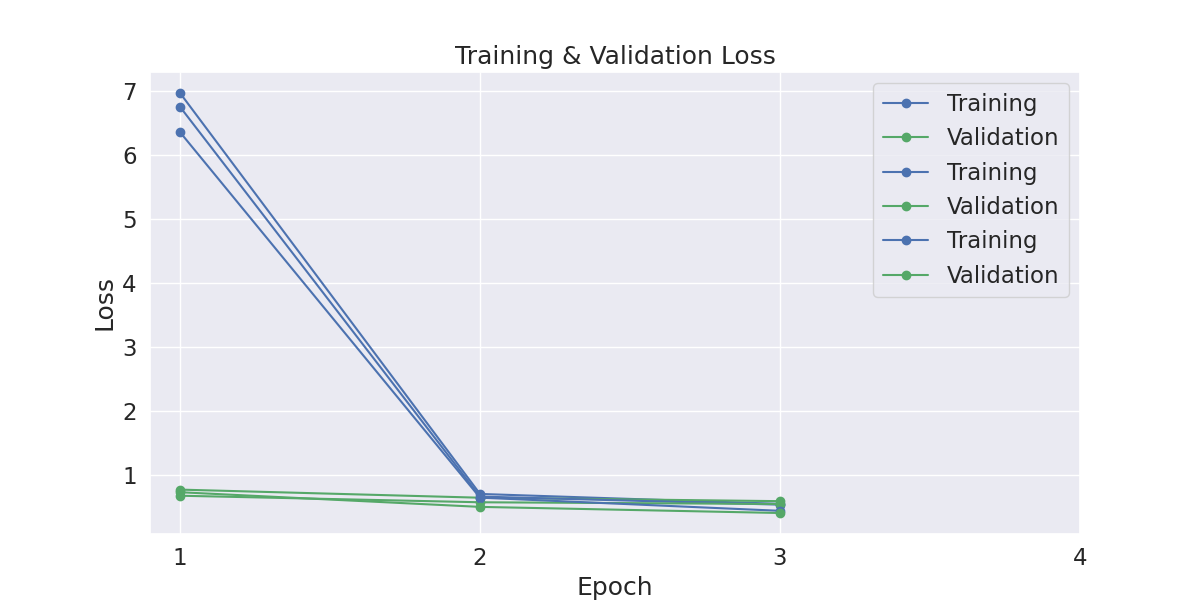 Training & Validation Loss
7
6
5
4
3
2
1
Loss
Training
Validation
Training
Validation
Training
Validation
1 2 3 4
Epoch